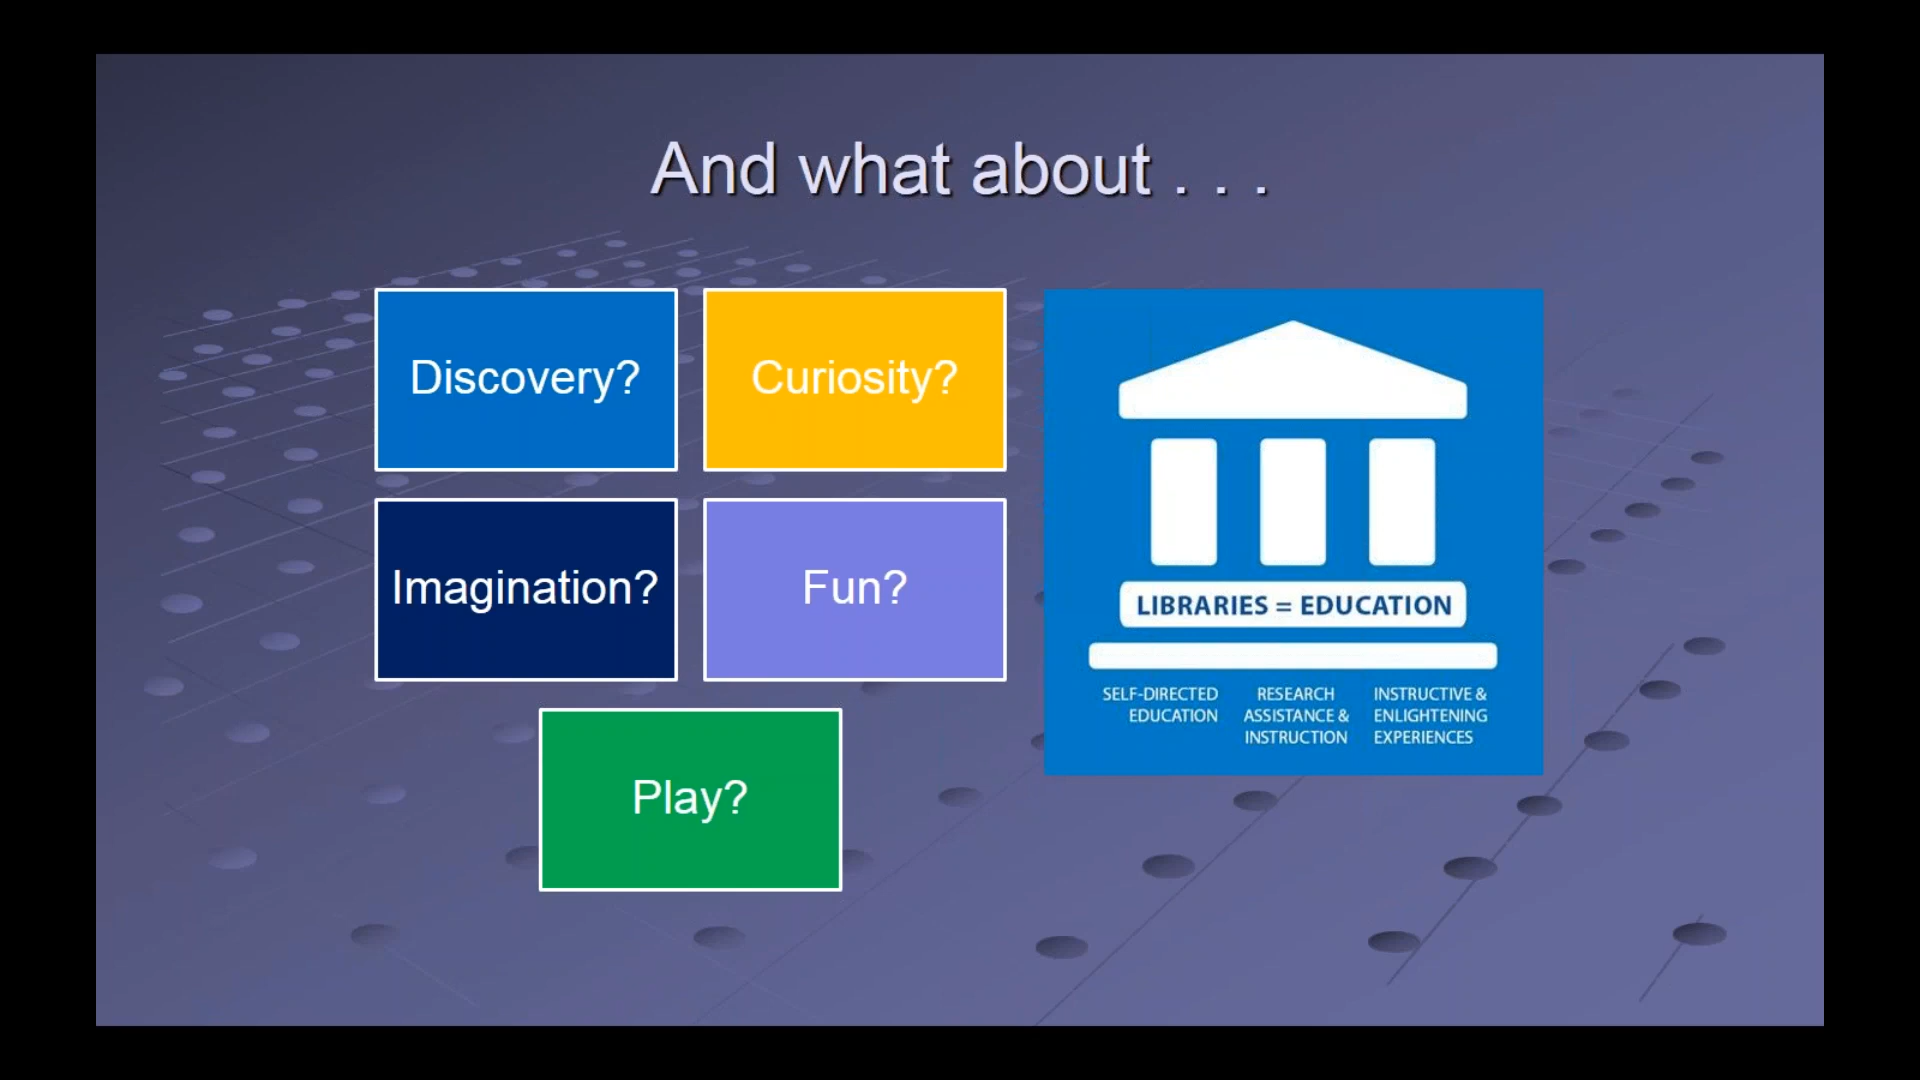 And what about . . .
Discovery?
Curiosity?
Imagination?
Fun?
Play?
LIBRARIES = EDUCATION
SELF-DIRECTED
EDUCATION
RESEARCH
ASSISTANCE &
INSTRUCTION
INSTRUCTIVE &
ENLIGHTENING
EXPERIENCES